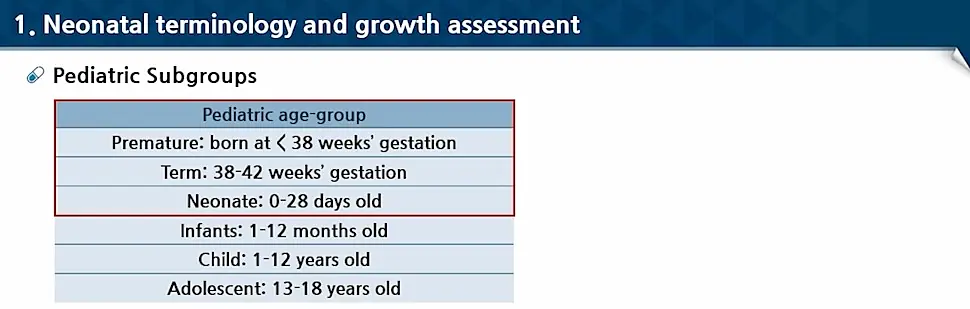 1. Neonatal terminology and growth assessment
Pediatric Subgroups
Pediatric age-group
Premature: born at < 38 weeks' gestation
Term: 38-42 weeks' gestation
Neonate: 0-28 days old
Infants: 1-12 months old
Child: 1-12 years old
Adolescent: 13-18 years old